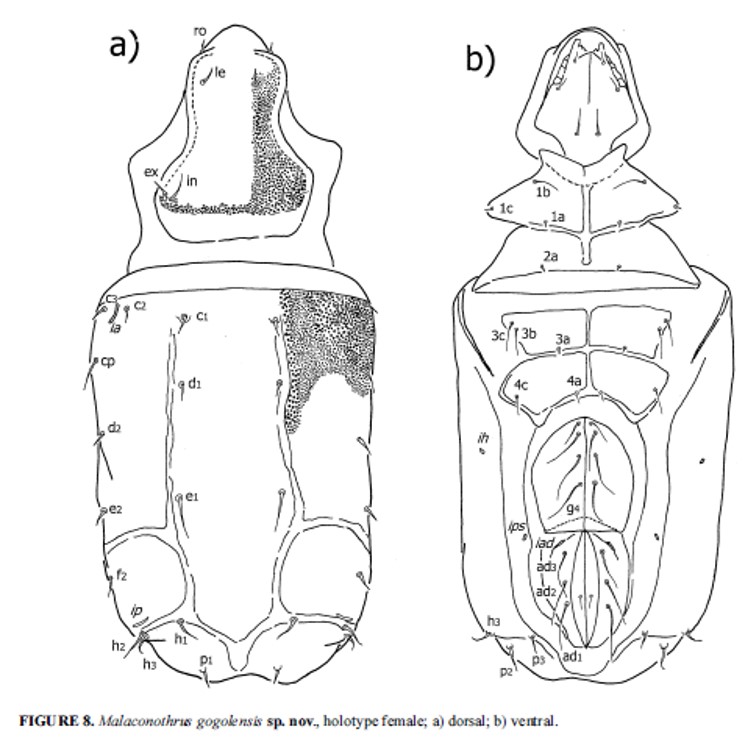 a)
ro
le
ex
in
c3
la
c2
c1
cp
d1
d2
e1
e2
f2
ip
h2
h3
h1
p1
b)
1b
1c
1a
2a
3c
3b
3a
4c
4a
ih
g4
ips
iad
ad3
ad2
h3
p2
p3
ad1
FIGURE 8. Malaconothrus gogolensis sp. nov., holotype female; a) dorsal; b) ventral.